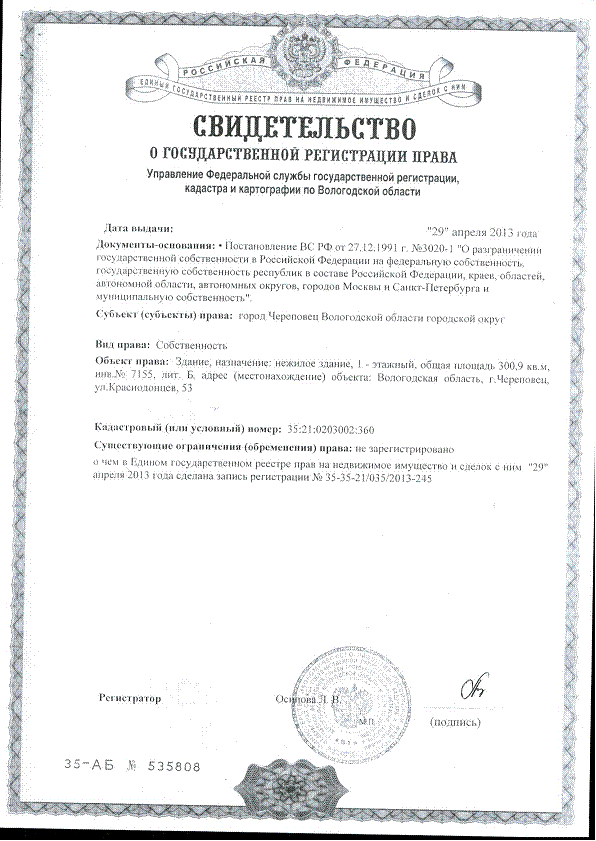 РОССИЙСКАЯ ФЕДЕРАЦИЯ
ЕДИНЫЙ ГОСУДАРСТВЕННЫЙ РЕЕСТР ПРАВ НА НЕДВИЖИМОЕ ИМУЩЕСТВО И СДЕЛОК С НИМ
СВИДЕТЕЛЬСТВО
О ГОСУДАРСТВЕННОЙ РЕГИСТРАЦИИ ПРАВА
Управление Федеральной службы государственной регистрации,
кадастра и картографии по Вологодской области
Дата выдачи: "29" апреля 2013 года
Документы-основания: • Постановление ВС РФ от 27.12.1991 г. №3020-1 "О разграничении
государственной собственности в Российской Федерации на федеральную собственность,
государственную собственность республик в составе Российской Федерации, краев, областей,
автономной области, автономных округов, городов Москвы и Санкт-Петербурга и
муниципальную собственность".
Субъект (субъекты) права: город Череповец Вологодской области городской округ
Вид права: Собственность
Объект права: Здание, назначение: нежилое здание, 1 - этажный, общая площадь 300,9 кв.м,
инв.№ 7155, лит. Б, адрес (местонахождение) объекта: Вологодская область, г.Череповец,
ул.Краснодонцев, 53
Кадастровый (или условный) номер: 35:21:0203002:360
Существующие ограничения (обременения) права: не зарегистрировано
о чем в Едином государственном реестре прав на недвижимое имущество и сделок с ним "29"
апреля 2013 года сделана запись регистрации № 35-35-21/035/2013-245
Регистратор Осипова Л. В.
М.П. (подпись)
35-АБ № 535808